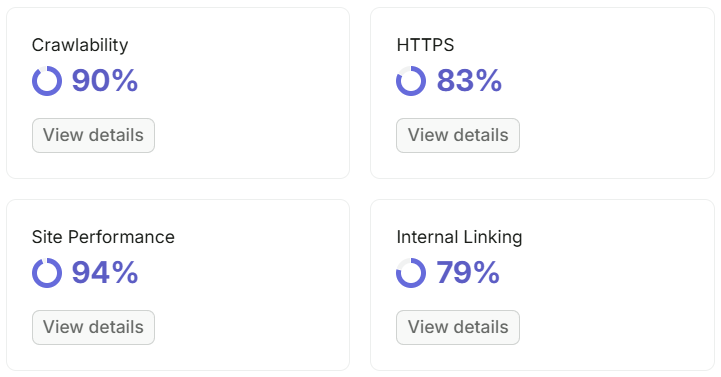 Crawlability
90%
View details
HTTPS
83%
View details
Site Performance
94%
View details
Internal Linking
79%
View details